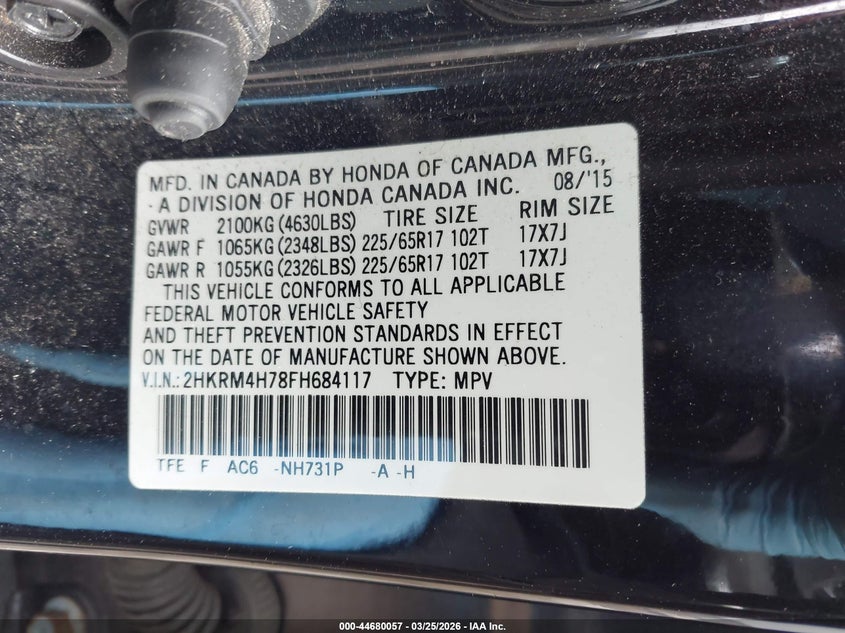 MFD. IN CANADA BY HONDA OF CANADA MFG.,
A DIVISION OF HONDA CANADA INC. 08/'15
GVWR 2100KG (4630LBS) TIRE SIZE RIM SIZE
GAWR F 1065KG (2348LBS) 225/65R17 102T 17X7J
GAWR R 1055KG (2326LBS) 225/65R17 102T 17X7J
THIS VEHICLE CONFORMS TO ALL APPLICABLE
FEDERAL MOTOR VEHICLE SAFETY
AND THEFT PREVENTION STANDARDS IN EFFECT
ON THE DATE OF MANUFACTURE SHOWN ABOVE.
V.I.N.: 2HKRM4H78FH684117 TYPE: MPV
TFE F AC6 -NH731P -A -H
000-44680057 - 03/25/2026 - IAA Inc.